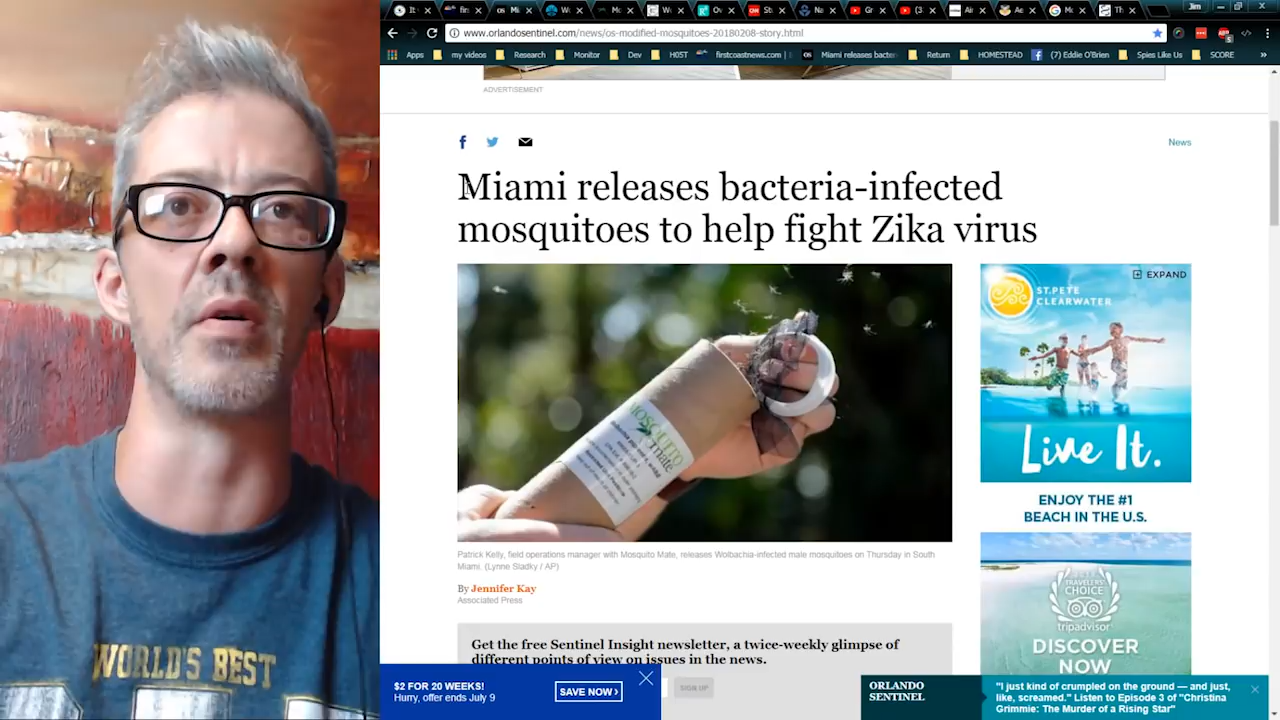 Jim
www.orlandosentinel.com/news/os-modified-mosquitoes-20180208-story.html
Apps my videos Research Monitor Dev H0ST firstcoastnews.com Miami releases bacter Return HOMESTEAD (7) Eddie O'Brien Spies Like Us SCORE »
ADVERTISEMENT
News
Miami releases bacteria-infected
mosquitoes to help fight Zika virus
EXPAND
ST.PETE
CLEARWATER
Live It.
ENJOY THE #1
BEACH IN THE U.S.
MOSQUITO
mate
Patrick Kelly, field operations manager with Mosquito Mate, releases Wolbachia-infected male mosquitoes on Thursday in South
Miami. (Lynne Sladky / AP)
By Jennifer Kay
Associated Press
TRAVELERS'
CHOICE
tripadvisor
DISCOVER
NOW
Get the free Sentinel Insight newsletter, a twice-weekly glimpse of
different points of view on issues in the news.
SIGN UP
WORLD'S BEST
$2 FOR 20 WEEKS!
Hurry, offer ends July 9
SAVE NOW ›
ORLANDO
SENTINEL
"I just kind of crumpled on the ground — and just,
like, screamed." Listen to Episode 3 of "Christina
Grimmie: The Murder of a Rising Star"